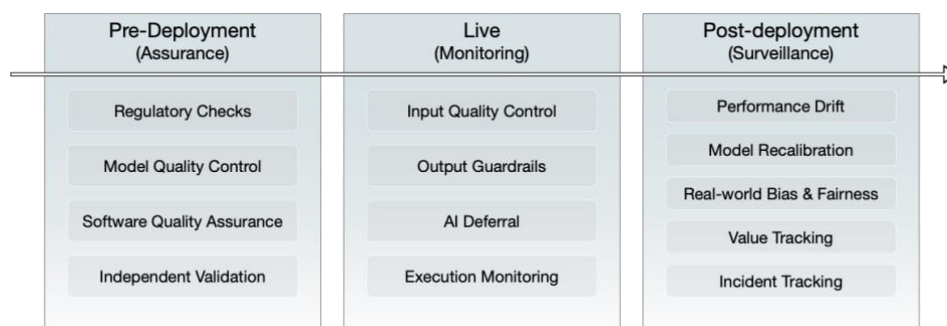 Pre-Deployment
(Assurance)
Regulatory Checks
Model Quality Control
Software Quality Assurance
Independent Validation
Live
(Monitoring)
Input Quality Control
Output Guardrails
AI Deferral
Execution Monitoring
Post-deployment
(Surveillance)
Performance Drift
Model Recalibration
Real-world Bias & Fairness
Value Tracking
Incident Tracking